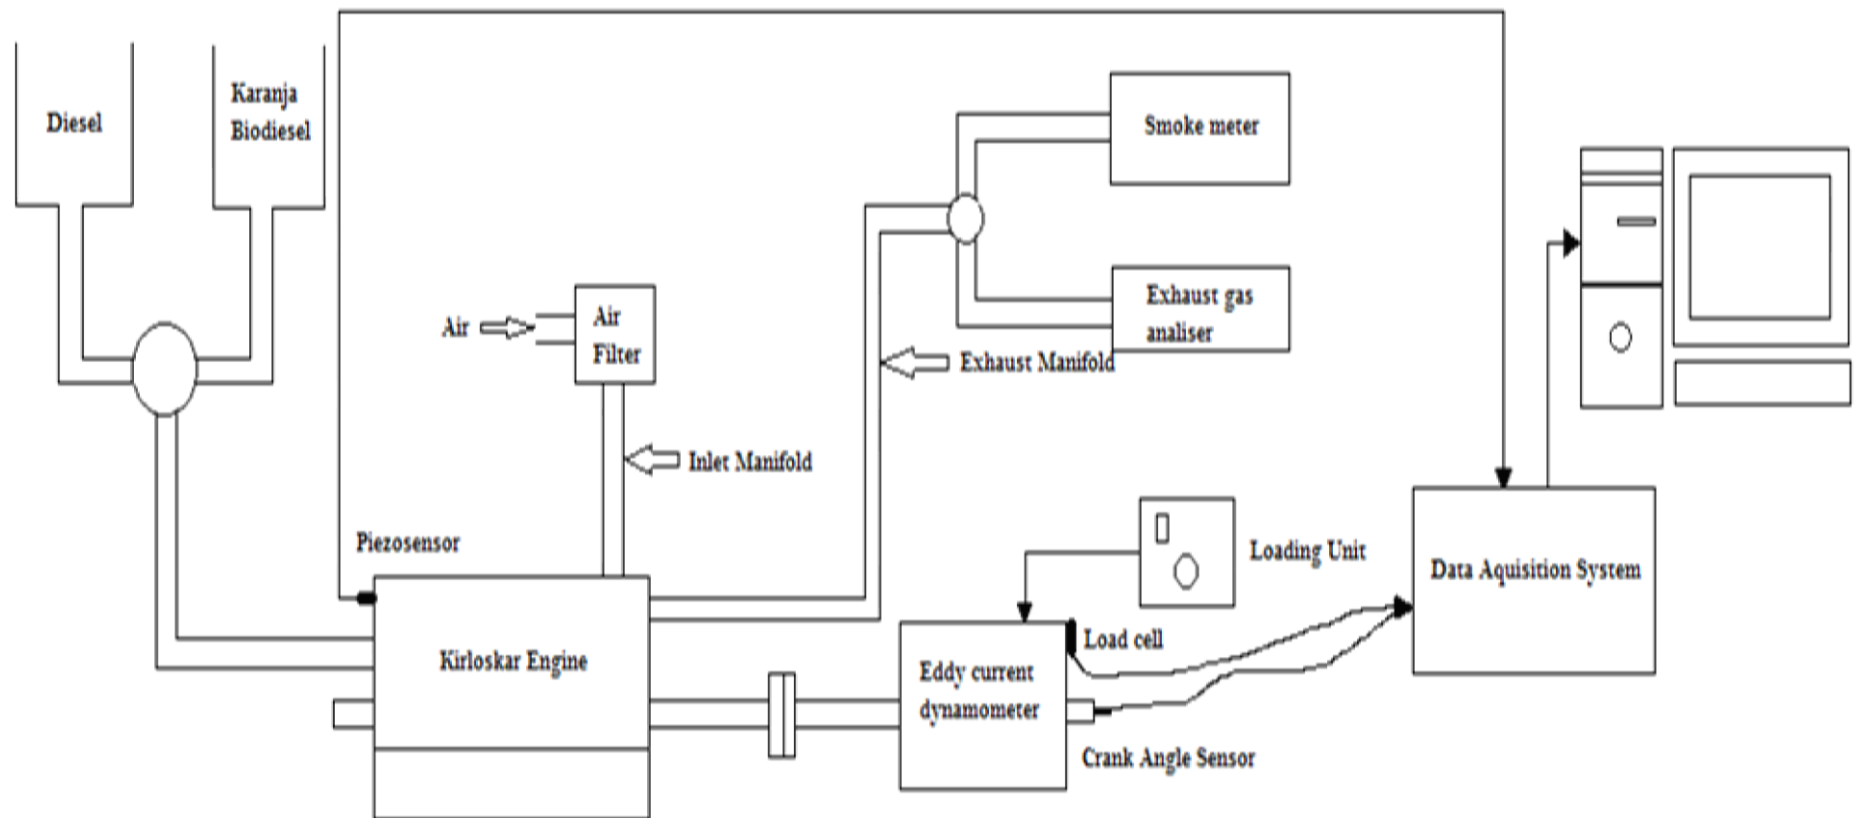 Diesel
Karanja
Biodiesel
Smoke meter
Air
Air
Filter
Exhaust gas
analiser
Exhaust Manifold
Inlet Manifold
Piezosensor
Loading Unit
Data Aquisition System
Load cell
Kirloskar Engine
Eddy current
dynamometer
Crank Angle Sensor